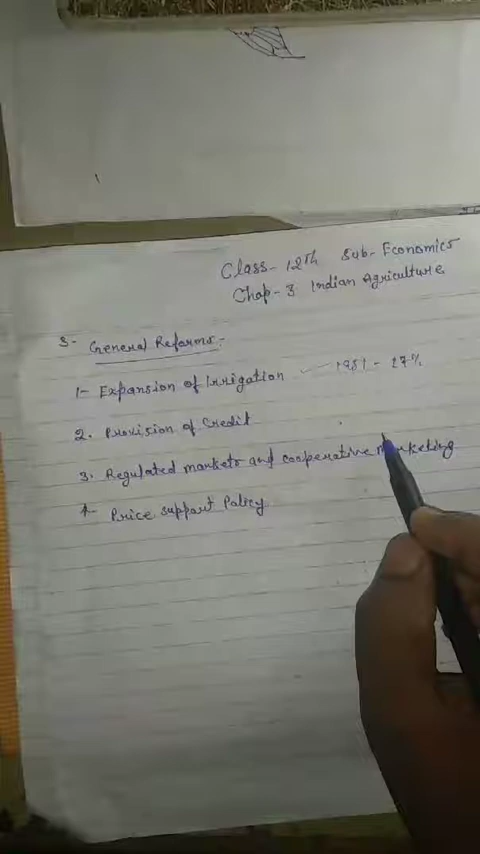 Class-12th Sub-Economics
Chap-3 Indian Agriculture
3- General Reforms:-
1- Expansion of Irrigation - 1951 - 17%
2. Provision of Credit
3. Regulated markets and cooperative marketing
4- Price support Policy